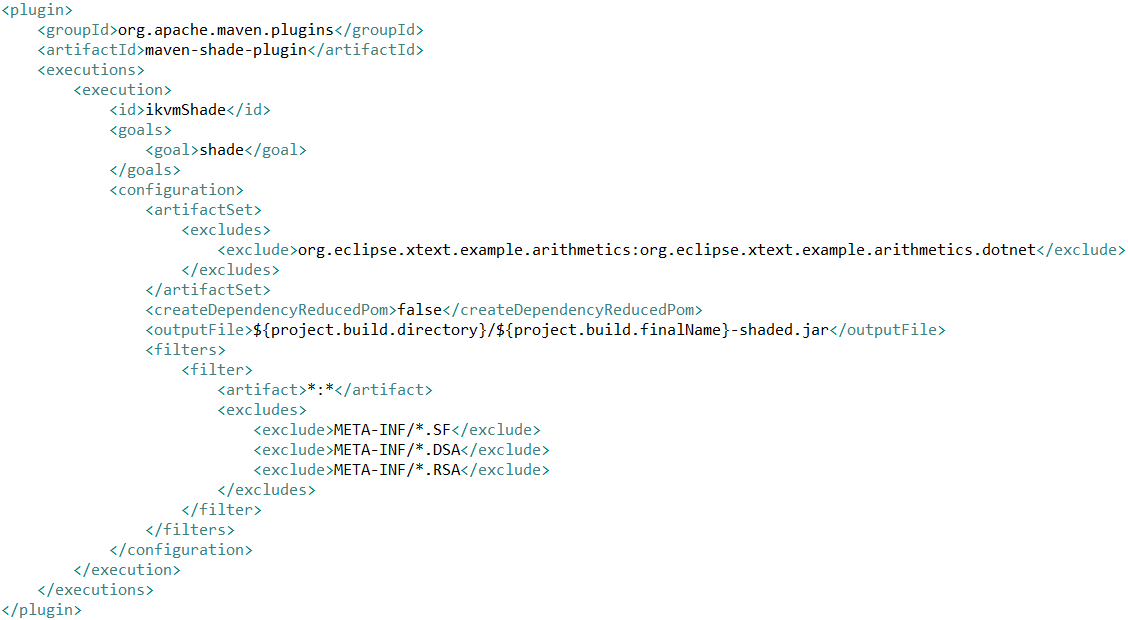 <plugin>
    <groupId>org.apache.maven.plugins</groupId>
    <artifactId>maven-shade-plugin</artifactId>
    <executions>
        <execution>
            <id>ikvmShade</id>
            <goals>
                <goal>shade</goal>
            </goals>
            <configuration>
                <artifactSet>
                    <excludes>
                        <exclude>org.eclipse.xtext.example.arithmetics:org.eclipse.xtext.example.arithmetics.dotnet</exclude>
                    </excludes>
                </artifactSet>
                <createDependencyReducedPom>false</createDependencyReducedPom>
                <outputFile>${project.build.directory}/${project.build.finalName}-shaded.jar</outputFile>
                <filters>
                    <filter>
                        <artifact>*:*</artifact>
                        <excludes>
                            <exclude>META-INF/*.SF</exclude>
                            <exclude>META-INF/*.DSA</exclude>
                            <exclude>META-INF/*.RSA</exclude>
                        </excludes>
                    </filter>
                </filters>
            </configuration>
        </execution>
    </executions>
</plugin>